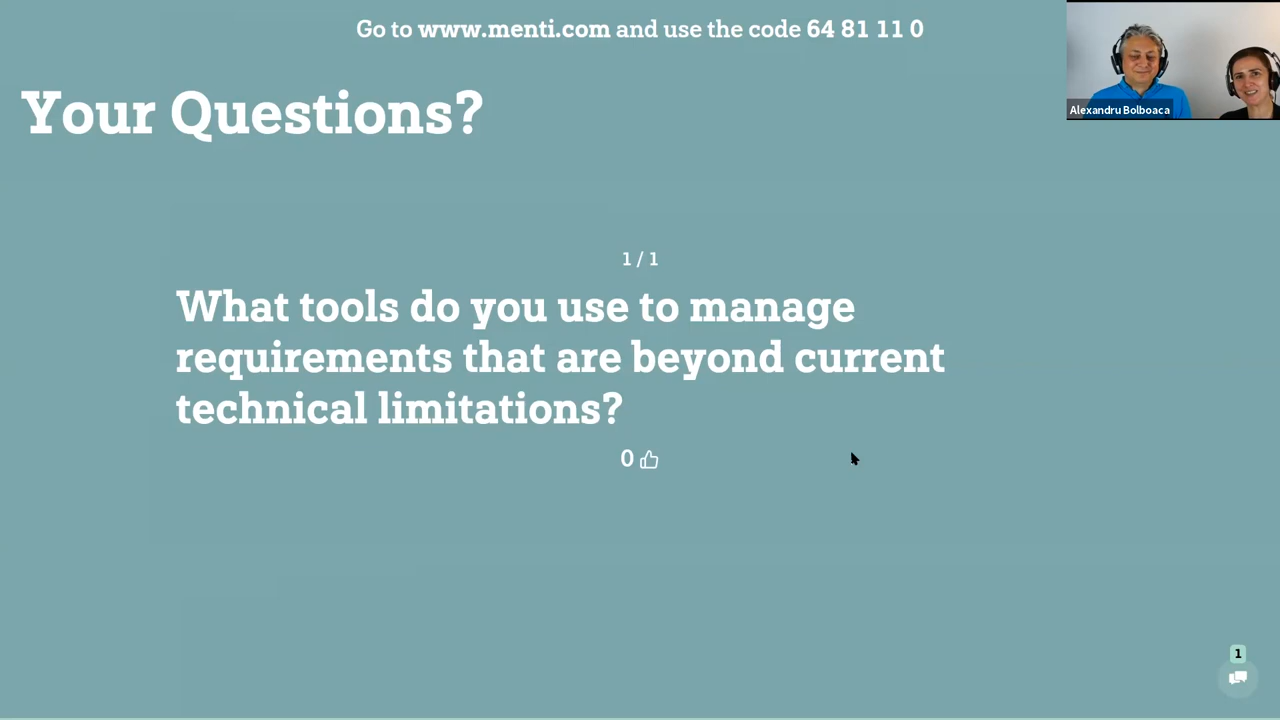 Go to www.menti.com and use the code 64 81 11 0
Alexandru Bolboaca
Your Questions?
1 / 1
What tools do you use to manage
requirements that are beyond current
technical limitations?
0
1